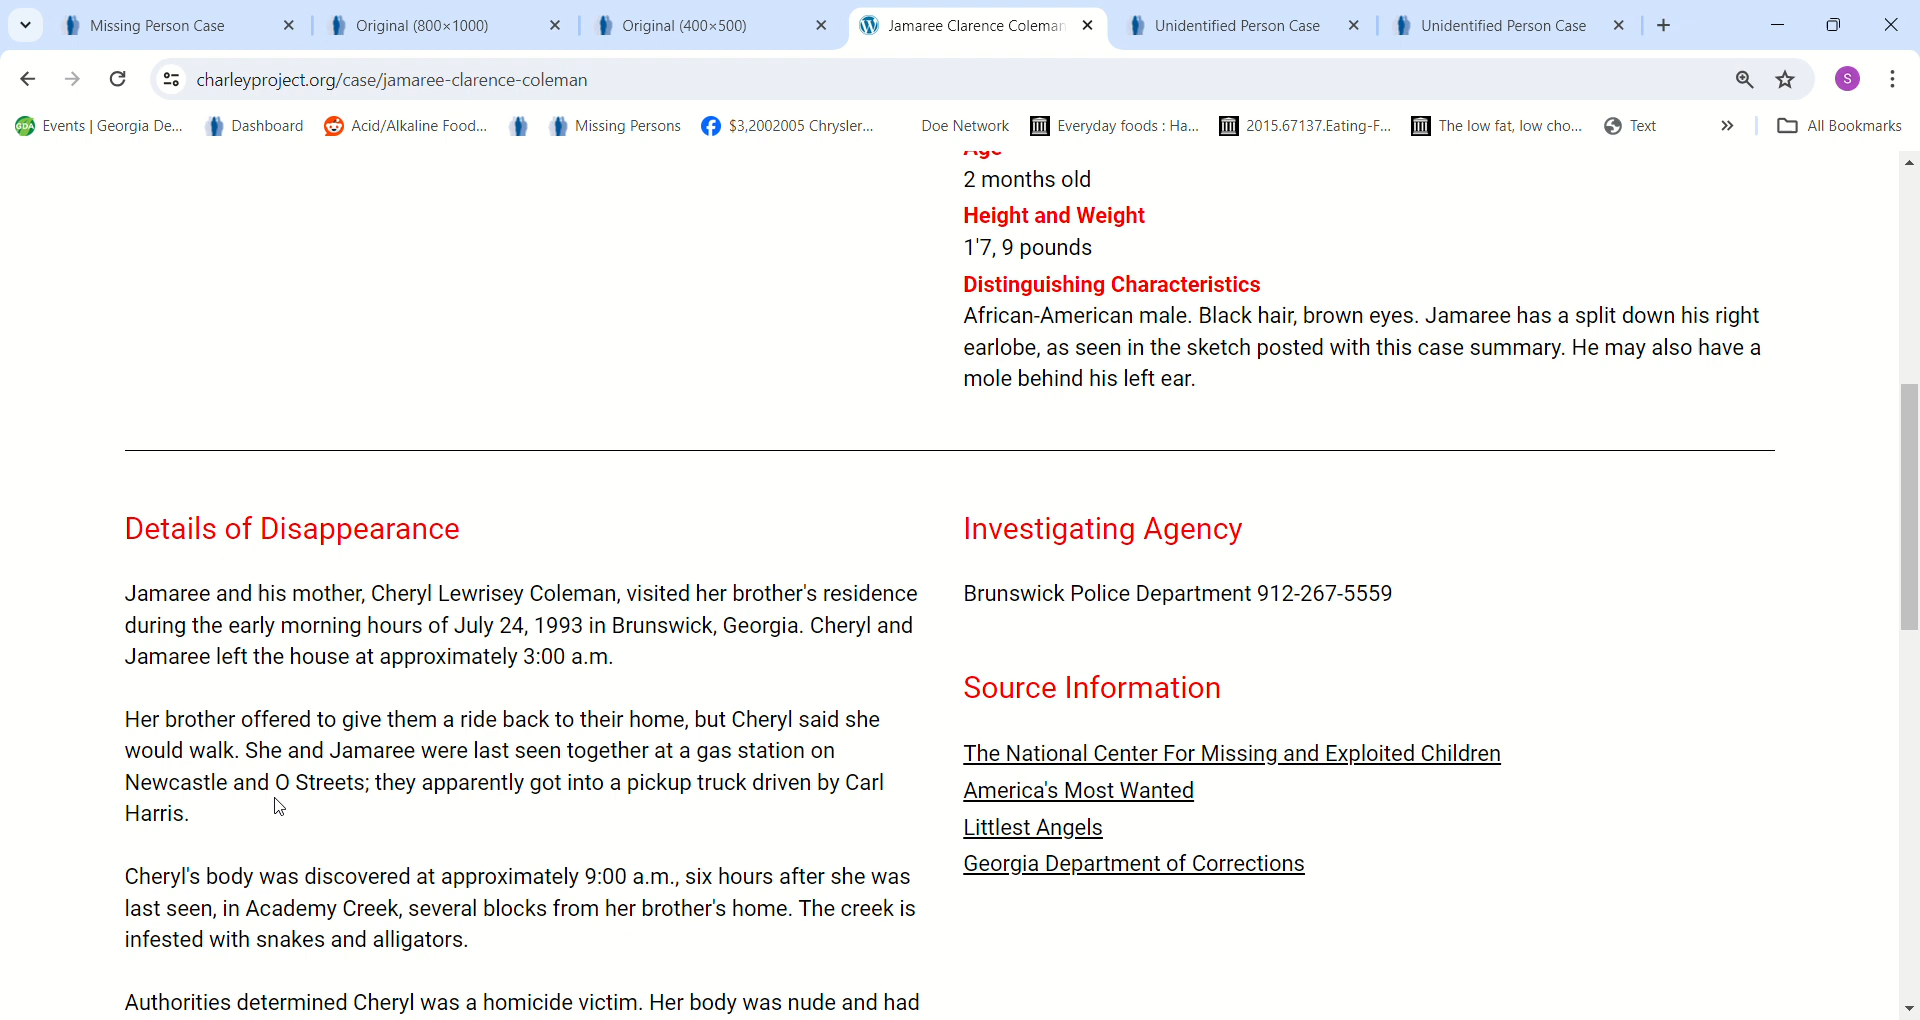 Missing Person Case
Original (800×1000)
Original (400×500)
Jamaree Clarence Coleman
Unidentified Person Case
Unidentified Person Case
charleyproject.org/case/jamaree-clarence-coleman
S
GDA Events | Georgia De...
Dashboard
Acid/Alkaline Food...
Missing Persons
$3,2002005 Chrysler...
Doe Network
Everyday foods : Ha...
2015.67137.Eating-F...
The low fat, low cho...
Text
All Bookmarks
Age
2 months old
Height and Weight
1'7, 9 pounds
Distinguishing Characteristics
African-American male. Black hair, brown eyes. Jamaree has a split down his right
earlobe, as seen in the sketch posted with this case summary. He may also have a
mole behind his left ear.
Details of Disappearance
Jamaree and his mother, Cheryl Lewrisey Coleman, visited her brother's residence
during the early morning hours of July 24, 1993 in Brunswick, Georgia. Cheryl and
Jamaree left the house at approximately 3:00 a.m.
Her brother offered to give them a ride back to their home, but Cheryl said she
would walk. She and Jamaree were last seen together at a gas station on
Newcastle and O Streets; they apparently got into a pickup truck driven by Carl
Harris.
Cheryl's body was discovered at approximately 9:00 a.m., six hours after she was
last seen, in Academy Creek, several blocks from her brother's home. The creek is
infested with snakes and alligators.
Authorities determined Cheryl was a homicide victim. Her body was nude and had
Investigating Agency
Brunswick Police Department 912-267-5559
Source Information
The National Center For Missing and Exploited Children
America's Most Wanted
Littlest Angels
Georgia Department of Corrections